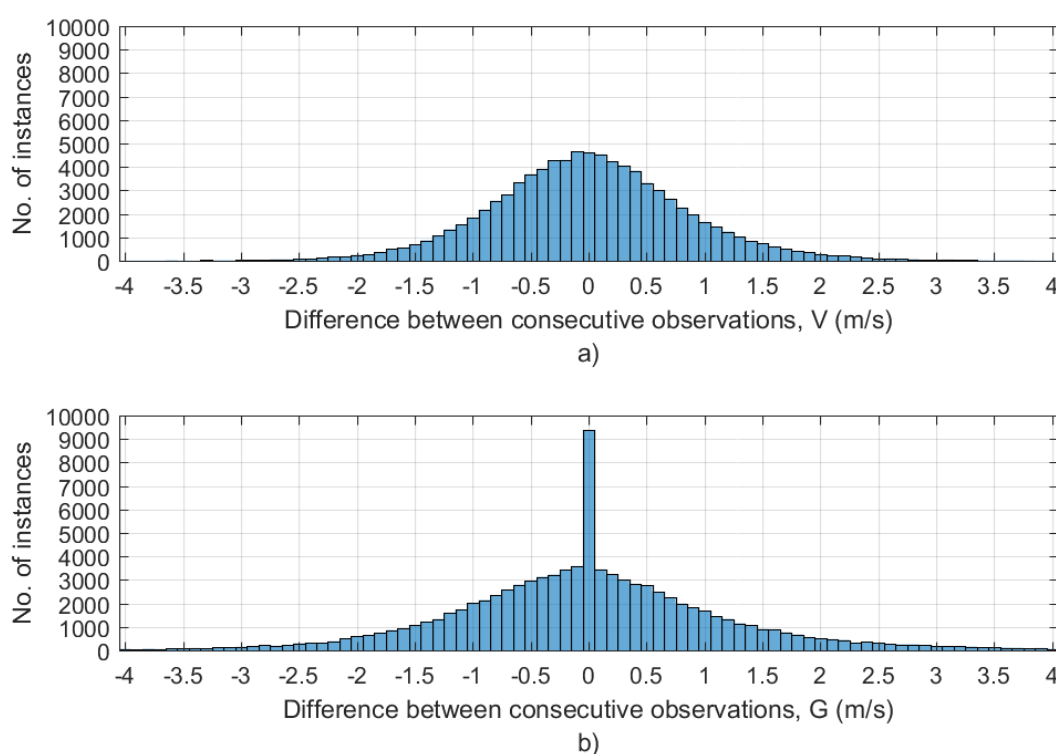 No. of instances
10000
9000
8000
7000
6000
5000
4000
3000
2000
1000
0
-4 -3.5 -3 -2.5 -2 -1.5 -1 -0.5 0 0.5 1 1.5 2 2.5 3 3.5 4
Difference between consecutive observations, V (m/s)
a)
No. of instances
10000
9000
8000
7000
6000
5000
4000
3000
2000
1000
0
-4 -3.5 -3 -2.5 -2 -1.5 -1 -0.5 0 0.5 1 1.5 2 2.5 3 3.5 4
Difference between consecutive observations, G (m/s)
b)